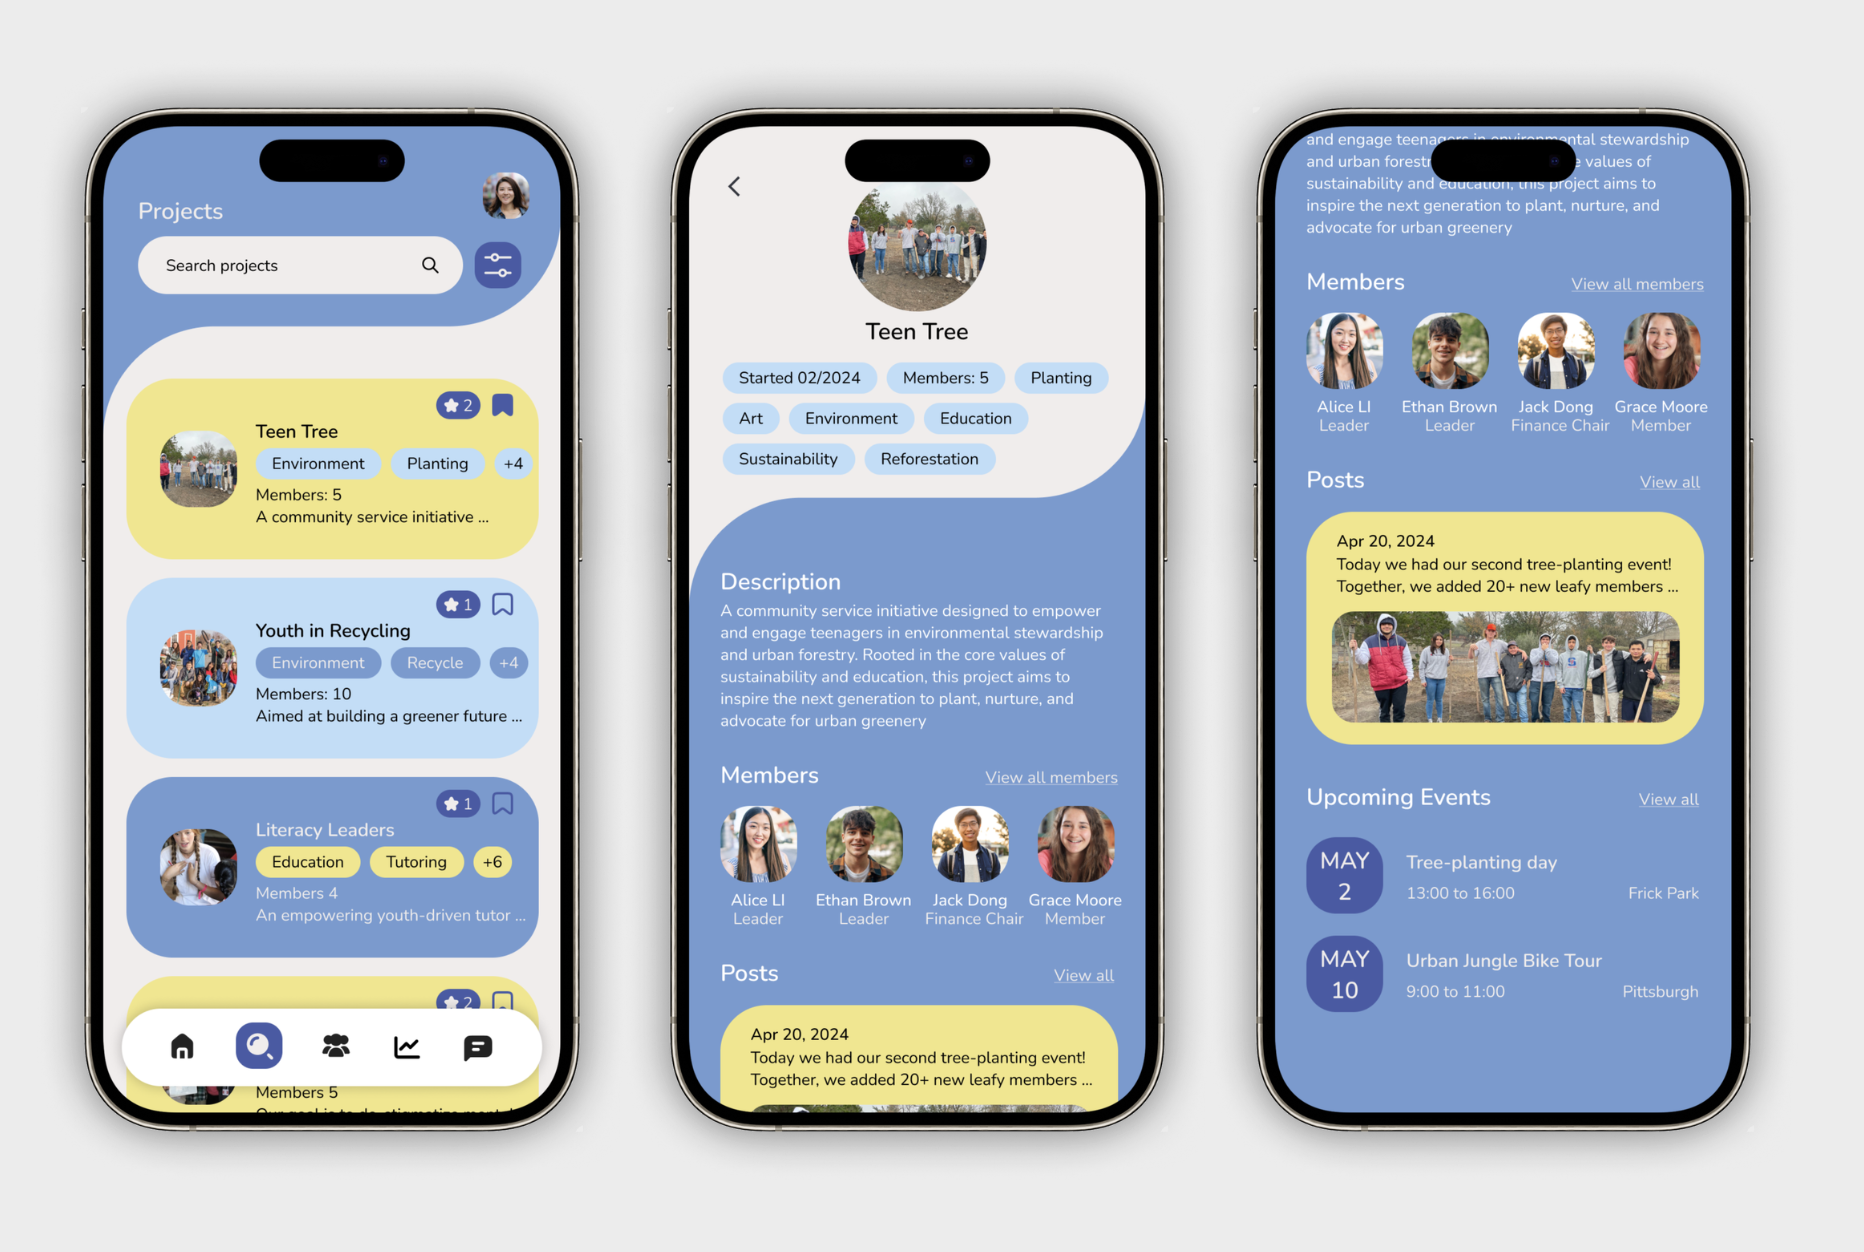 Projects
Search projects
2
Teen Tree
Environment Planting +4
Members: 5
A community service initiative ...
1
Youth in Recycling
Environment Recycle +4
Members: 10
Aimed at building a greener future ...
1
Literacy Leaders
Education Tutoring +6
Members 4
An empowering youth-driven tutor ...
2
Members 5
Teen Tree
Started 02/2024 Members: 5 Planting
Art Environment Education
Sustainability Reforestation
Description
A community service initiative designed to empower
and engage teenagers in environmental stewardship
and urban forestry. Rooted in the core values of
sustainability and education, this project aims to
inspire the next generation to plant, nurture, and
advocate for urban greenery
Members View all members
Alice LI Ethan Brown Jack Dong Grace Moore
Leader Leader Finance Chair Member
Posts View all
Apr 20, 2024
Today we had our second tree-planting event!
Together, we added 20+ new leafy members ...
and engage teenagers in environmental stewardship
and urban forestr e values of
sustainability and education, this project aims to
inspire the next generation to plant, nurture, and
advocate for urban greenery
Members View all members
Alice LI Ethan Brown Jack Dong Grace Moore
Leader Leader Finance Chair Member
Posts View all
Apr 20, 2024
Today we had our second tree-planting event!
Together, we added 20+ new leafy members ...
Upcoming Events View all
MAY
2
Tree-planting day
13:00 to 16:00 Frick Park
MAY
10
Urban Jungle Bike Tour
9:00 to 11:00 Pittsburgh